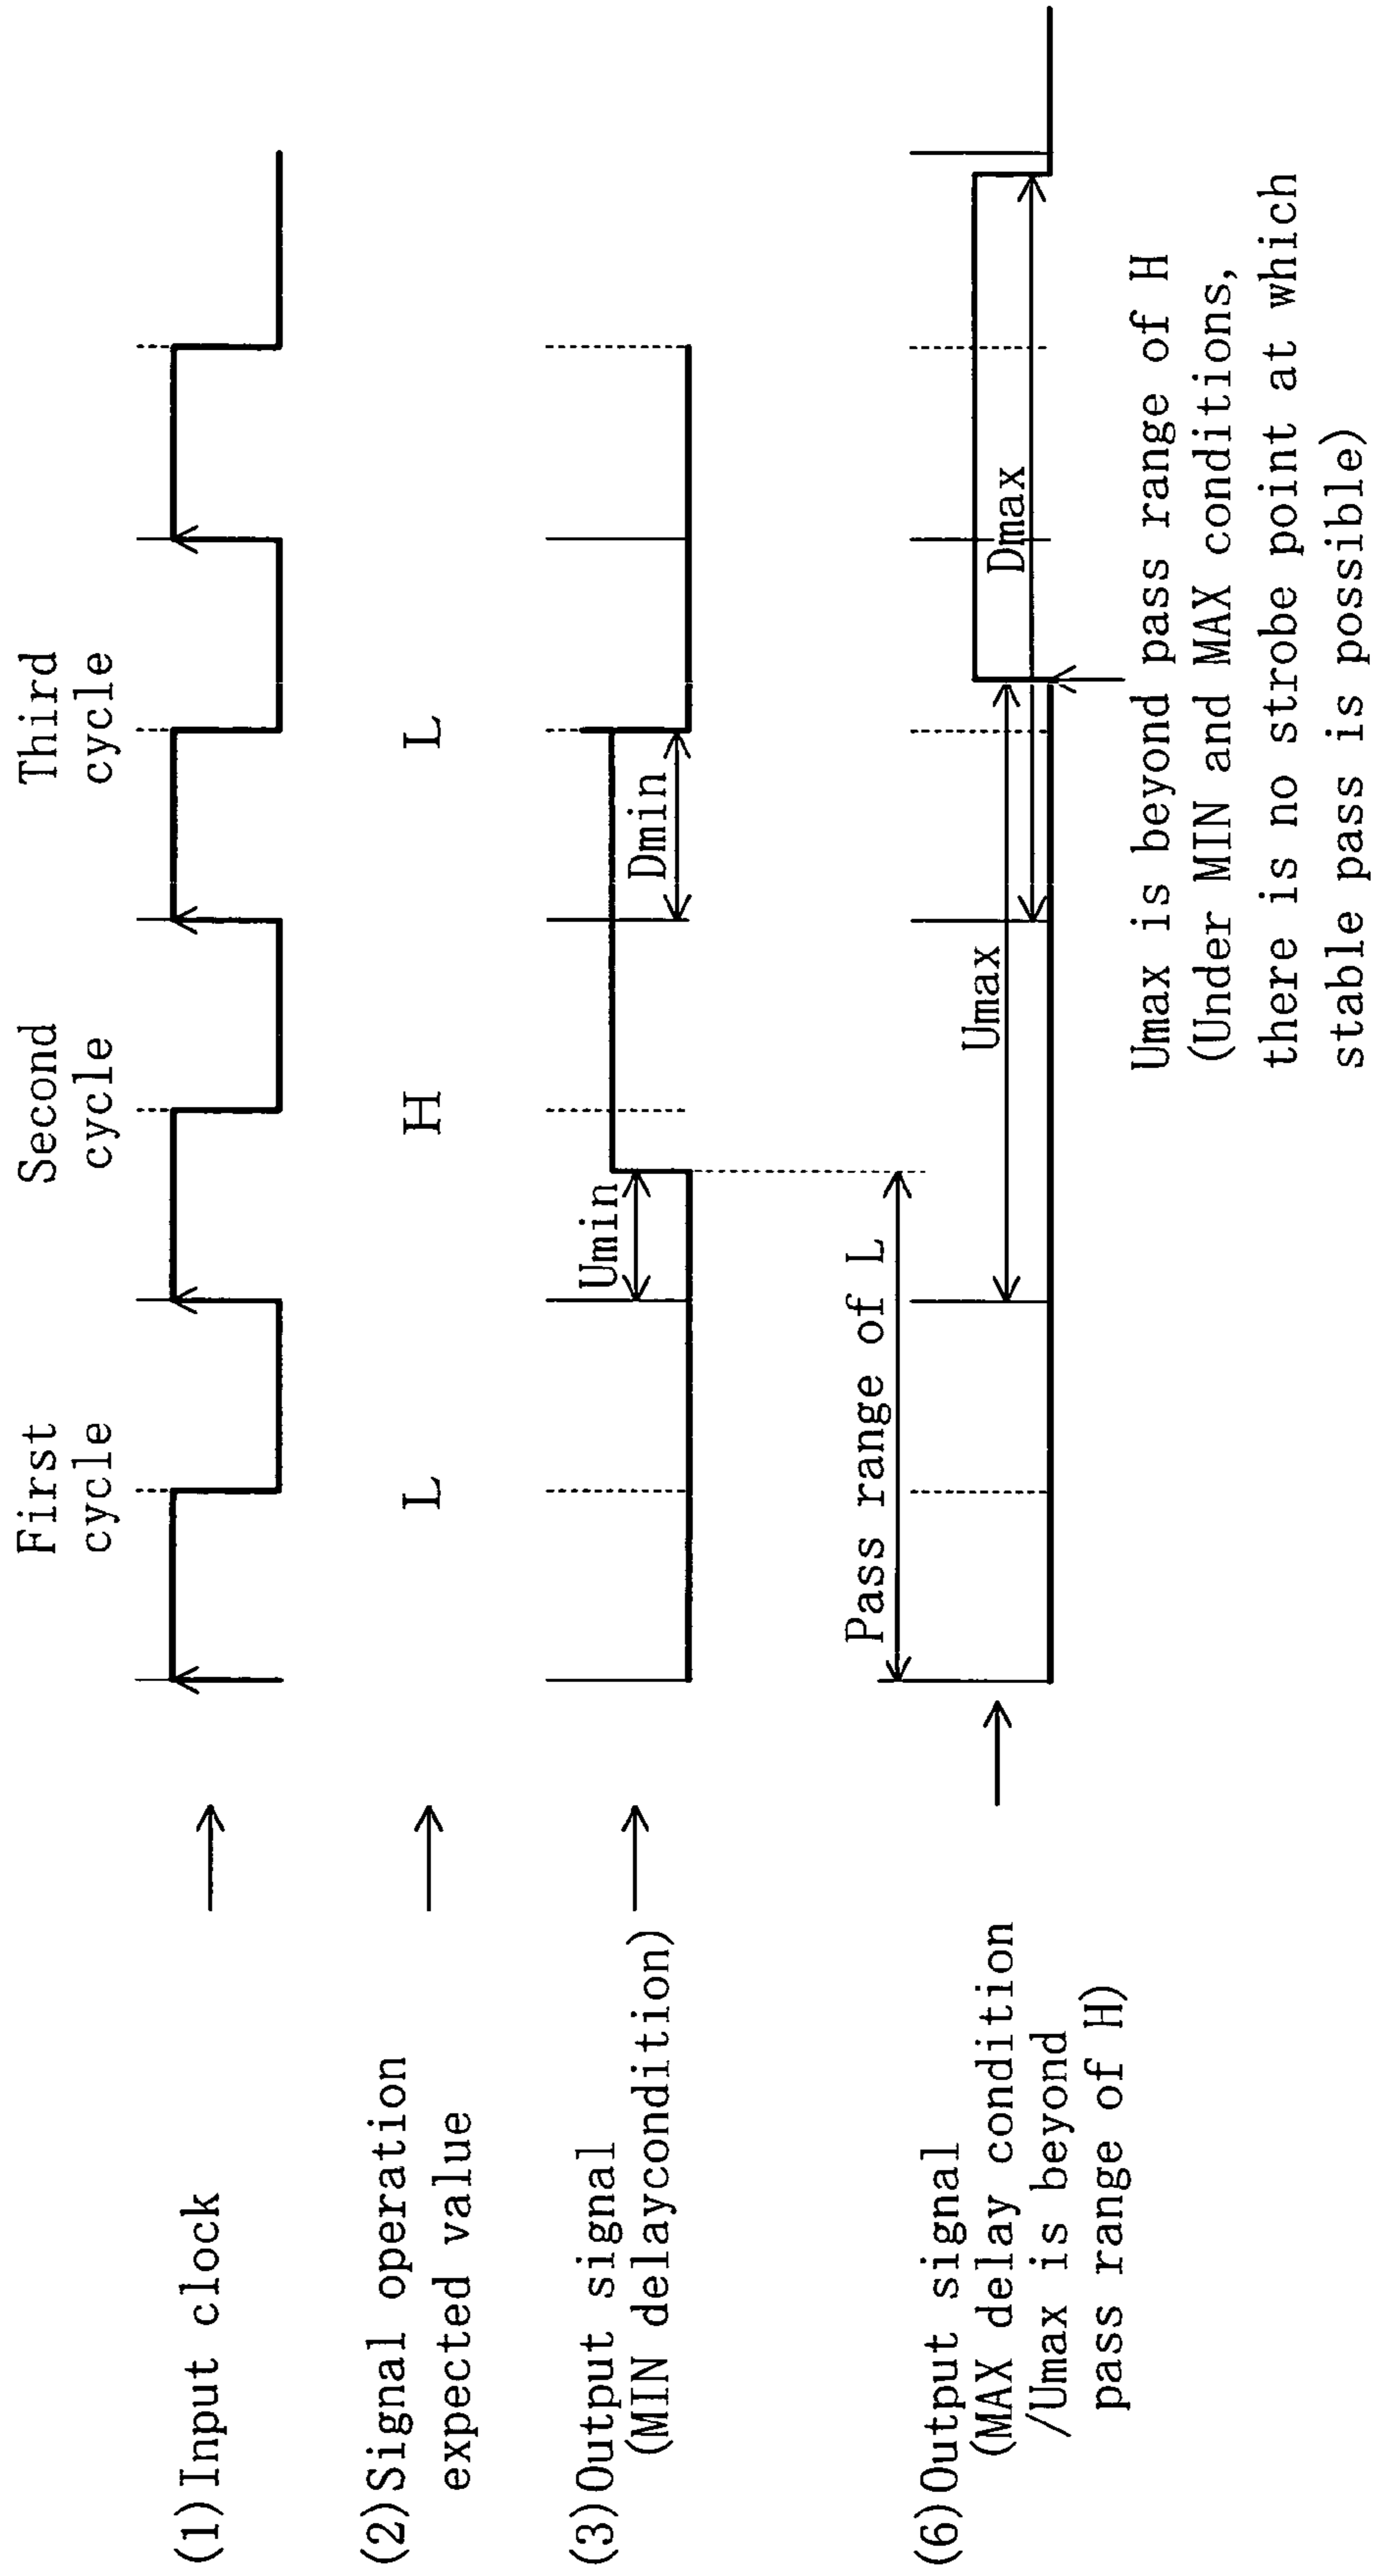 First
cycle
Second
cycle
Third
cycle
(1)Input clock
(2)Signal operation
expected value
L
H
L
(3)Output signal
(MIN delaycondition)
Umin
Dmin
Pass range of L
(6)Output signal
(MAX delay condition
/Umax is beyond
pass range of H)
Umax
Dmax
Umax is beyond pass range of H
(Under MIN and MAX conditions,
there is no strobe point at which
stable pass is possible)